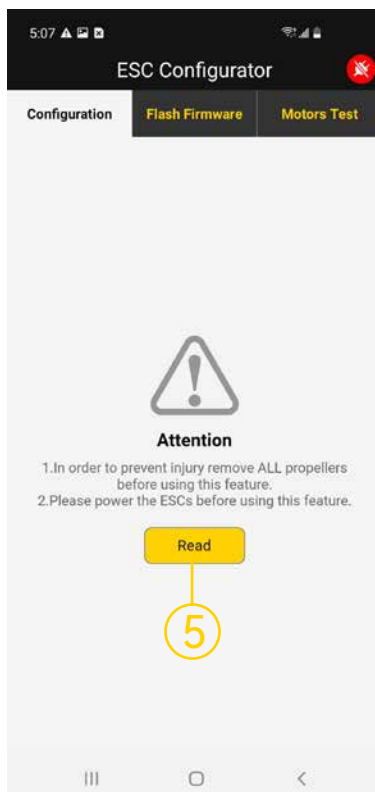 5:07
ESC Configurator
Configuration Flash Firmware Motors Test
Attention
1.In order to prevent injury remove ALL propellers
before using this feature.
2.Please power the ESCs before using this feature.
Read
5